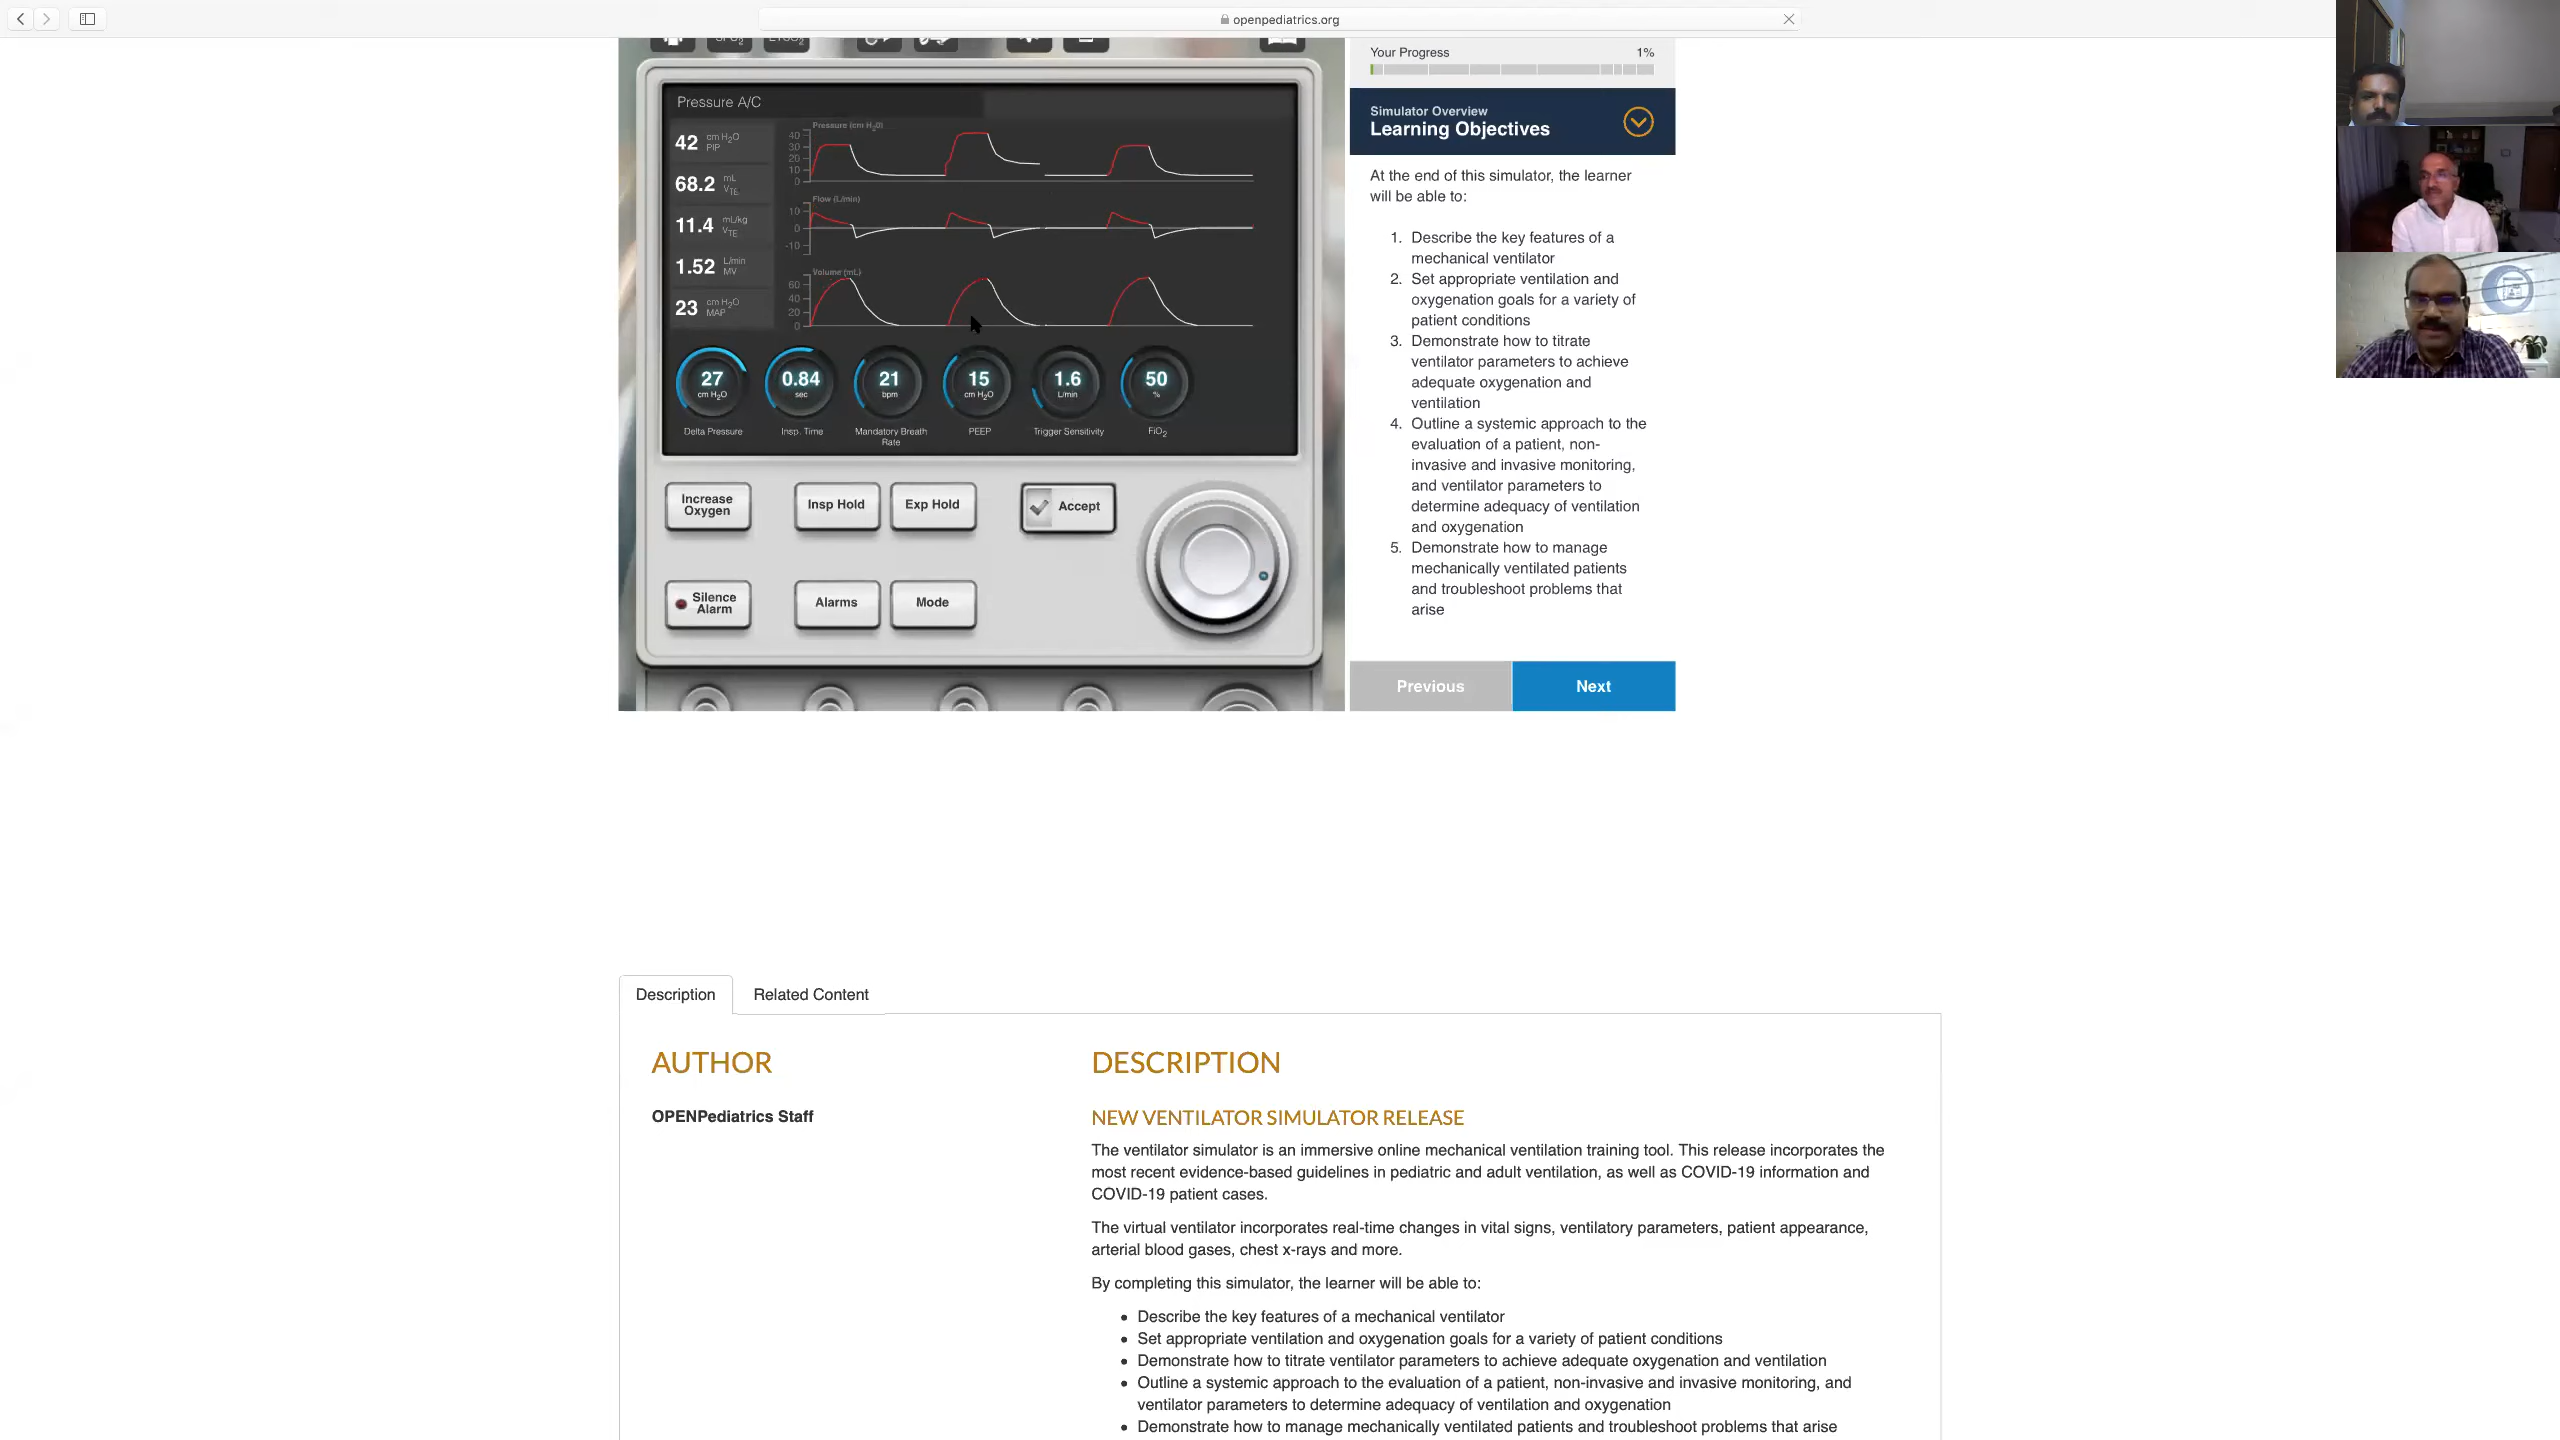 openpediatrics.org
Pressure A/C
42 cm H2O PIP
68.2 mL VTE
11.4 mL/kg VTE
1.52 L/min MV
23 cm H2O MAP
Pressure (cm H2O)
40
30
20
10
0
Flow (L/min)
10
0
-10
Volume (mL)
60
40
20
0
27 cm H2O
0.84 sec
21 bpm
15 cm H2O
1.6 L/min
50 %
Delta Pressure
Insp. Time
Mandatory Breath
Rate
PEEP
Trigger Sensitivity
FiO2
Increase
Oxygen
Insp Hold
Exp Hold
Accept
Silence
Alarm
Alarms
Mode
Your Progress 1%
Simulator Overview
Learning Objectives
At the end of this simulator, the learner
will be able to:
1. Describe the key features of a
mechanical ventilator
2. Set appropriate ventilation and
oxygenation goals for a variety of
patient conditions
3. Demonstrate how to titrate
ventilator parameters to achieve
adequate oxygenation and
ventilation
4. Outline a systemic approach to the
evaluation of a patient, non-
invasive and invasive monitoring,
and ventilator parameters to
determine adequacy of ventilation
and oxygenation
5. Demonstrate how to manage
mechanically ventilated patients
and troubleshoot problems that
arise
Previous
Next
Description
Related Content
AUTHOR
OPENPediatrics Staff
DESCRIPTION
NEW VENTILATOR SIMULATOR RELEASE
The ventilator simulator is an immersive online mechanical ventilation training tool. This release incorporates the
most recent evidence-based guidelines in pediatric and adult ventilation, as well as COVID-19 information and
COVID-19 patient cases.
The virtual ventilator incorporates real-time changes in vital signs, ventilatory parameters, patient appearance,
arterial blood gases, chest x-rays and more.
By completing this simulator, the learner will be able to:
• Describe the key features of a mechanical ventilator
• Set appropriate ventilation and oxygenation goals for a variety of patient conditions
• Demonstrate how to titrate ventilator parameters to achieve adequate oxygenation and ventilation
• Outline a systemic approach to the evaluation of a patient, non-invasive and invasive monitoring, and
ventilator parameters to determine adequacy of ventilation and oxygenation
• Demonstrate how to manage mechanically ventilated patients and troubleshoot problems that arise